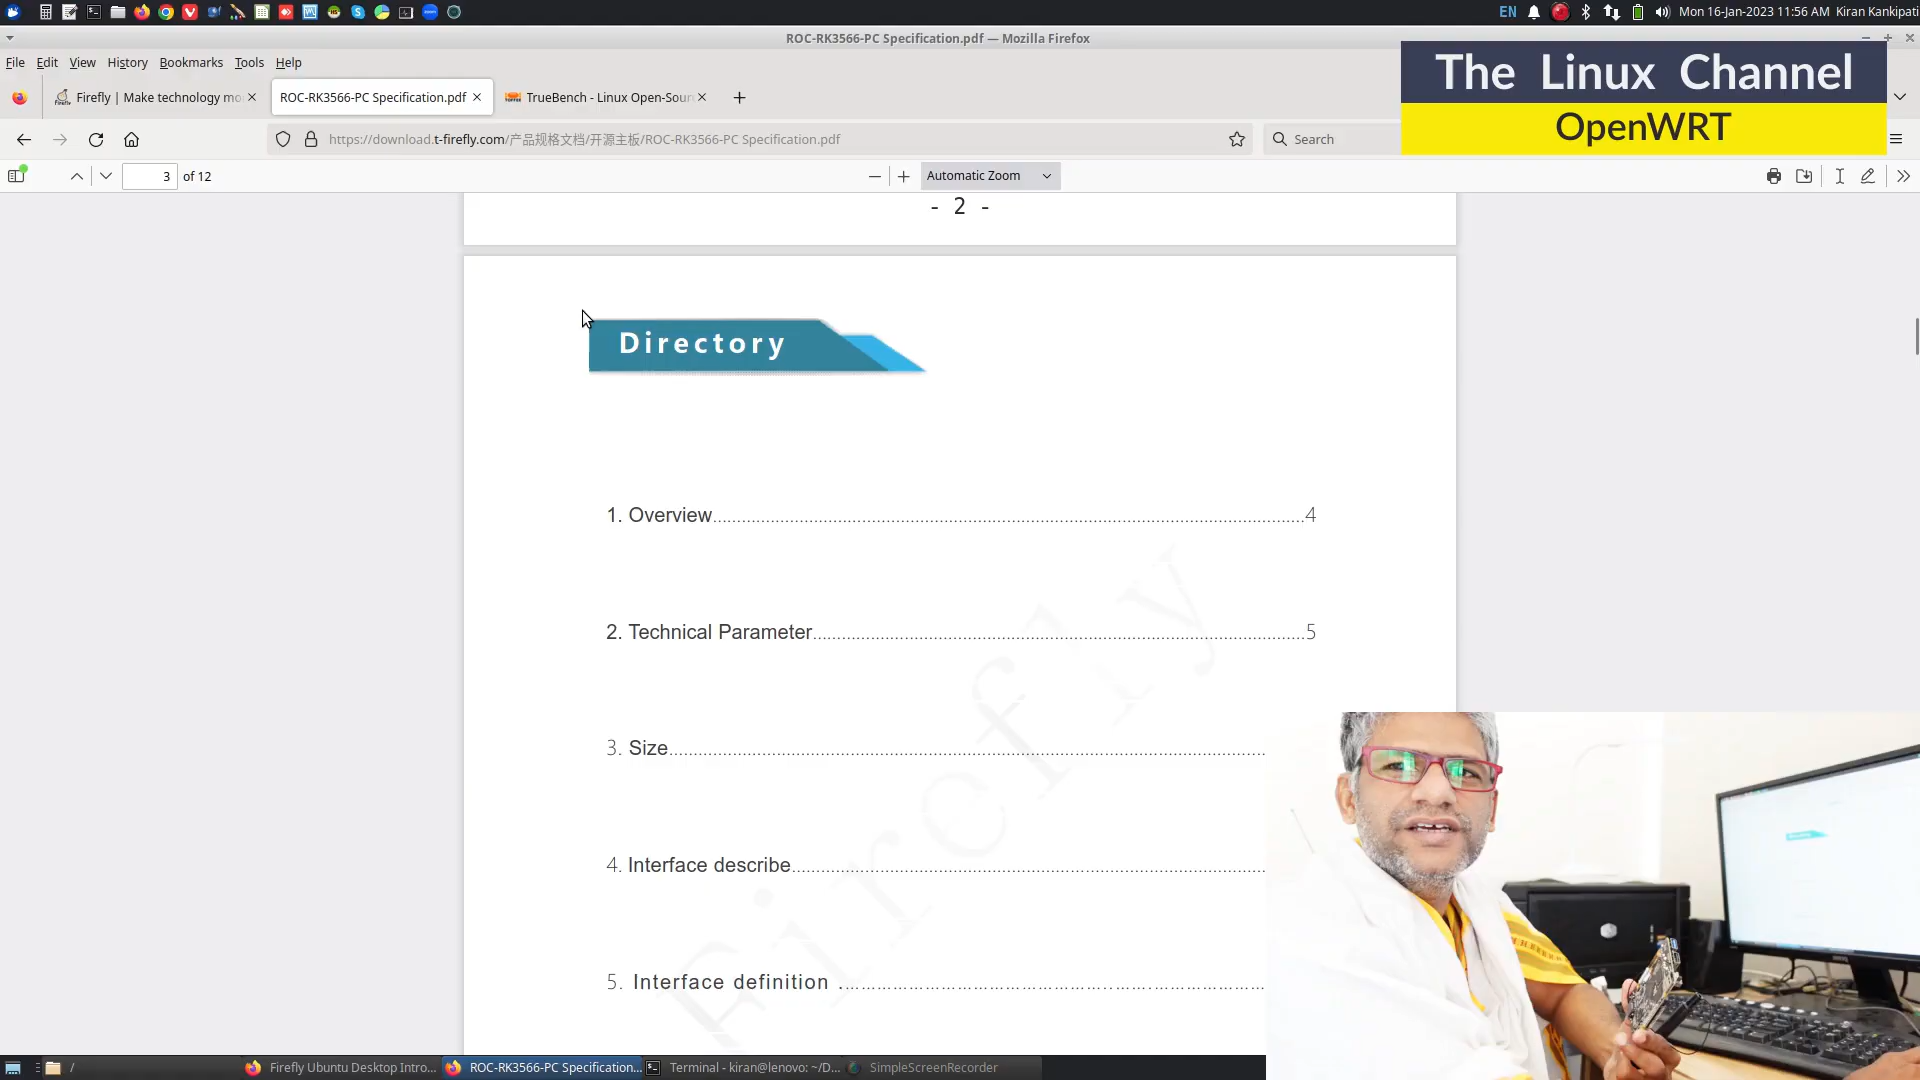 EN
Mon 16-Jan-2023 11:56 AM Kiran Kankipati
ROC-RK3566-PC Specification.pdf — Mozilla Firefox
File Edit View History Bookmarks Tools Help
The Linux Channel
OpenWRT
Firefly | Make technology mo
ROC-RK3566-PC Specification.pdf
TrueBench - Linux Open-Sour
https://download.t-firefly.com/产品规格文档/开源主板/ROC-RK3566-PC Specification.pdf
Search
3 of 12
Automatic Zoom
- 2 -
Directory
1. Overview 4
2. Technical Parameter 5
3. Size
4. Interface describe
5. Interface definition
Firefly
/
Firefly Ubuntu Desktop Intro...
ROC-RK3566-PC Specification...
Terminal - kiran@lenovo: ~/D...
SimpleScreenRecorder